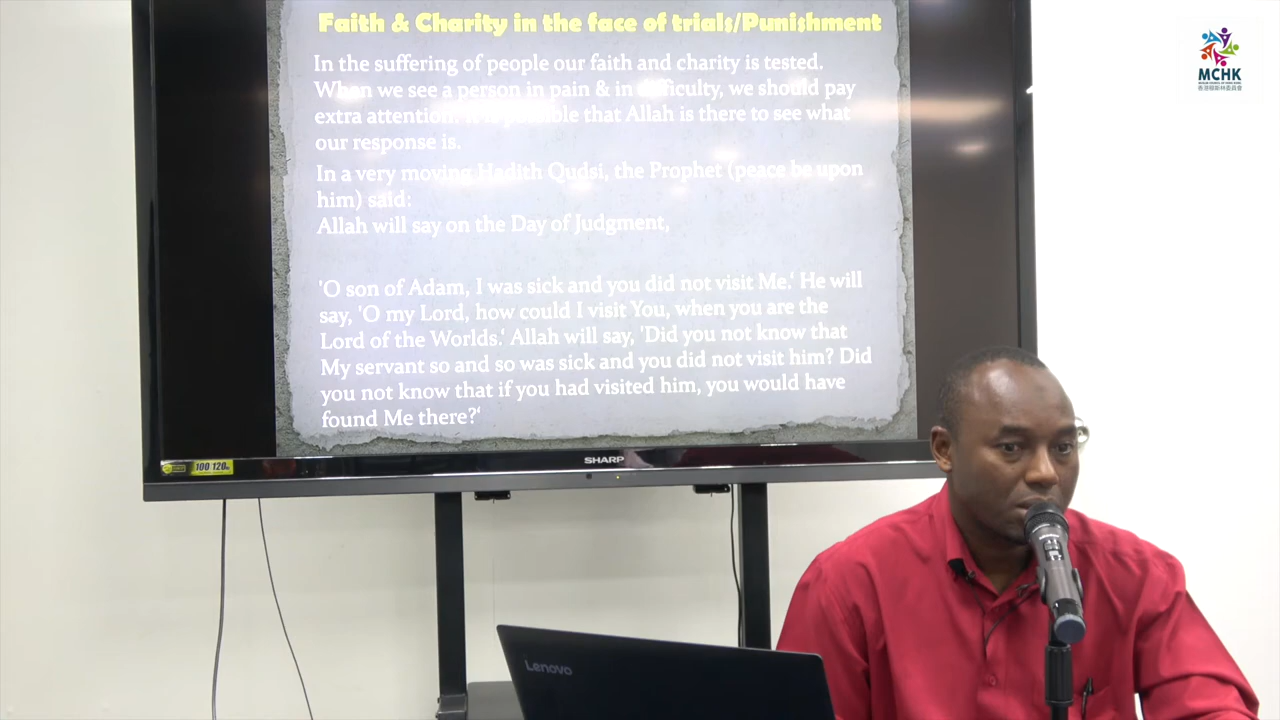 Faith & Charity in the face of trials/Punishment
In the suffering of people our faith and charity is tested.
When we see a person in pain & in difficulty, we should pay
extra attention. It is possible that Allah is there to see what
our response is.
In a very moving Hadith Qudsi, the Prophet (peace be upon
him) said:
Allah will say on the Day of Judgment,
'O son of Adam, I was sick and you did not visit Me.‘ He will
say, 'O my Lord, how could I visit You, when you are the
Lord of the Worlds.‘ Allah will say, 'Did you not know that
My servant so and so was sick and you did not visit him? Did
you not know that if you had visited him, you would have
found Me there?‘
SHARP
100 120
Lenovo
MCHK